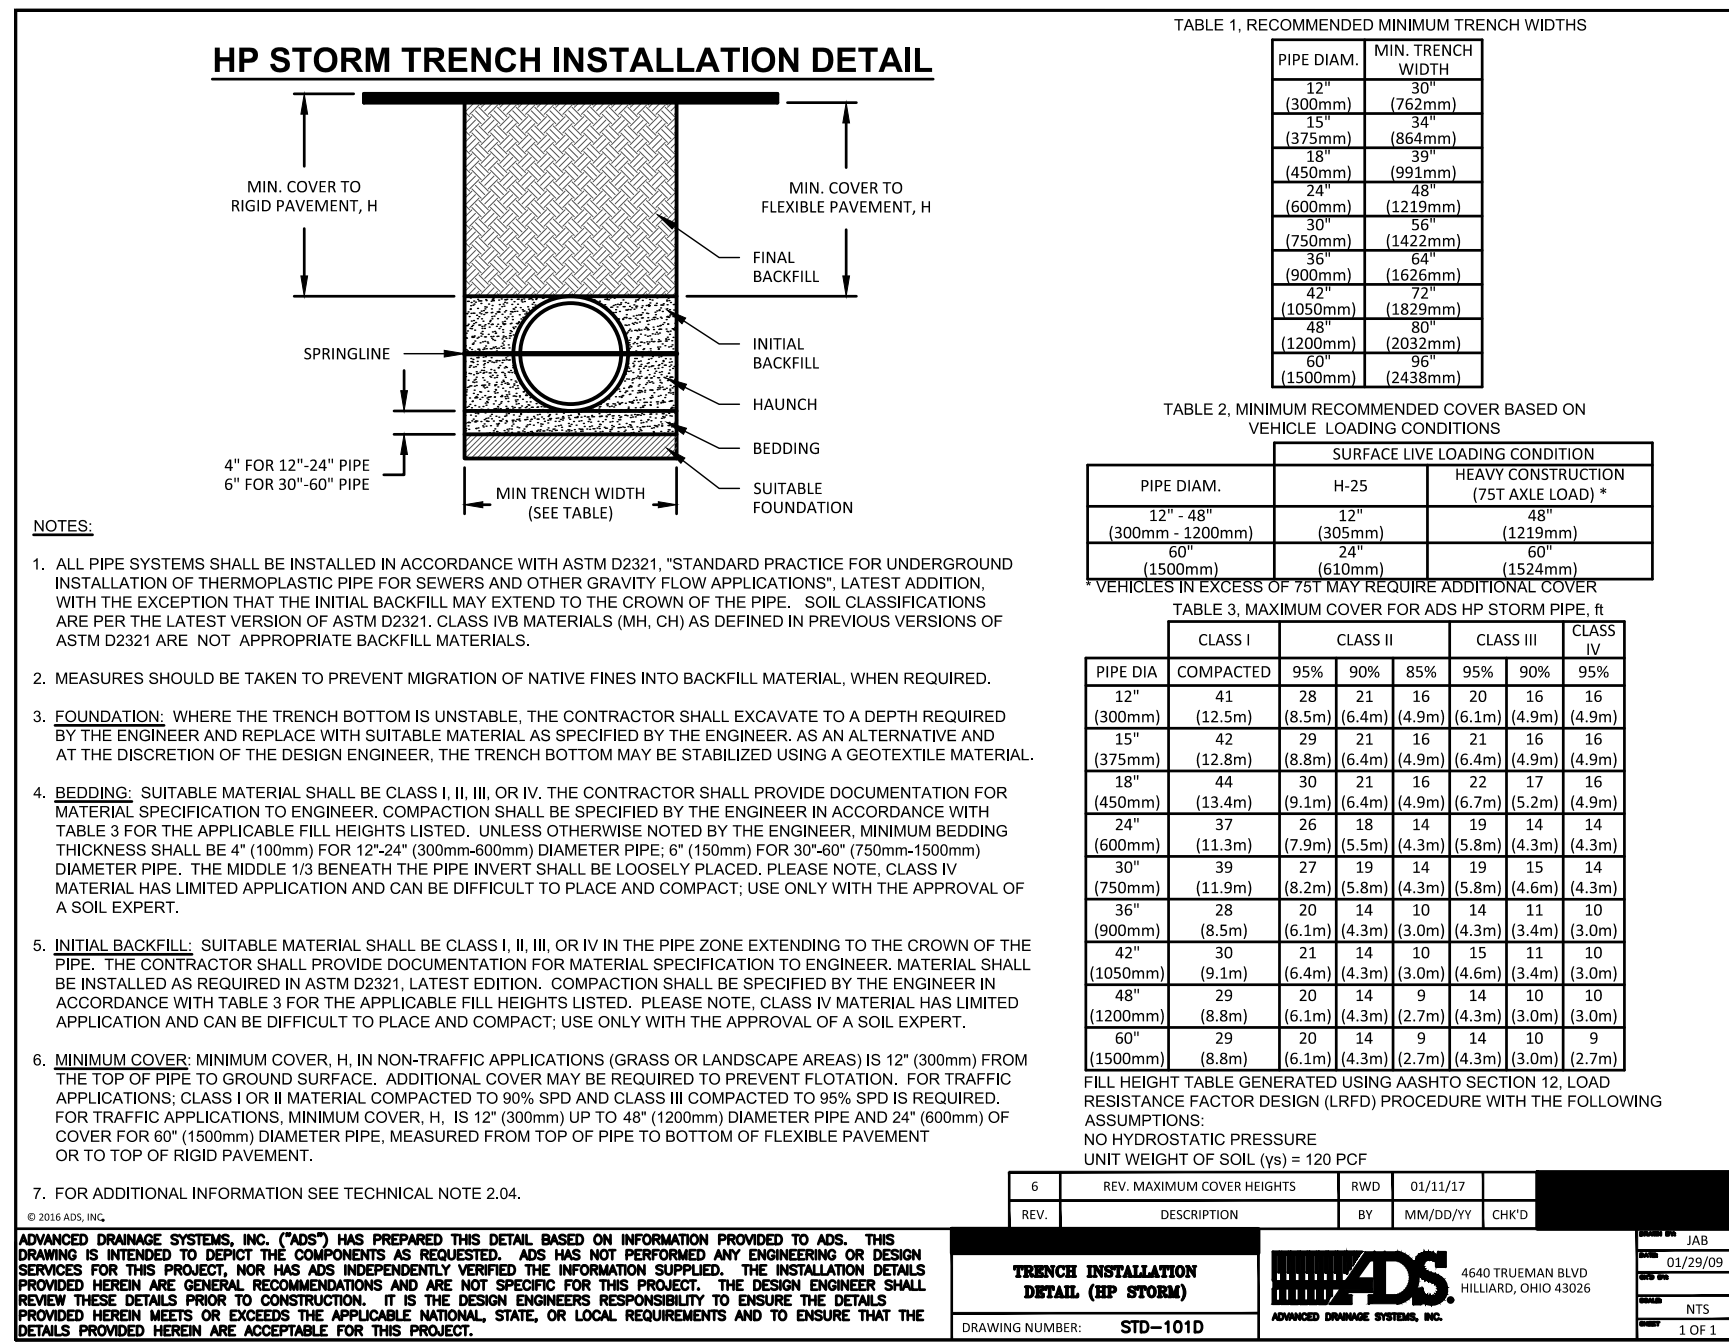 HP STORM TRENCH INSTALLATION DETAIL
MIN. COVER TO
RIGID PAVEMENT, H
MIN. COVER TO
FLEXIBLE PAVEMENT, H
FINAL
BACKFILL
INITIAL
BACKFILL
SPRINGLINE
HAUNCH
BEDDING
4" FOR 12"-24" PIPE
6" FOR 30"-60" PIPE
MIN TRENCH WIDTH
(SEE TABLE)
SUITABLE
FOUNDATION
NOTES:
1. ALL PIPE SYSTEMS SHALL BE INSTALLED IN ACCORDANCE WITH ASTM D2321, "STANDARD PRACTICE FOR UNDERGROUND
INSTALLATION OF THERMOPLASTIC PIPE FOR SEWERS AND OTHER GRAVITY FLOW APPLICATIONS", LATEST ADDITION,
WITH THE EXCEPTION THAT THE INITIAL BACKFILL MAY EXTEND TO THE CROWN OF THE PIPE. SOIL CLASSIFICATIONS
ARE PER THE LATEST VERSION OF ASTM D2321. CLASS IVB MATERIALS (MH, CH) AS DEFINED IN PREVIOUS VERSIONS OF
ASTM D2321 ARE NOT APPROPRIATE BACKFILL MATERIALS.
2. MEASURES SHOULD BE TAKEN TO PREVENT MIGRATION OF NATIVE FINES INTO BACKFILL MATERIAL, WHEN REQUIRED.
3. FOUNDATION: WHERE THE TRENCH BOTTOM IS UNSTABLE, THE CONTRACTOR SHALL EXCAVATE TO A DEPTH REQUIRED
BY THE ENGINEER AND REPLACE WITH SUITABLE MATERIAL AS SPECIFIED BY THE ENGINEER. AS AN ALTERNATIVE AND
AT THE DISCRETION OF THE DESIGN ENGINEER, THE TRENCH BOTTOM MAY BE STABILIZED USING A GEOTEXTILE MATERIAL.
4. BEDDING: SUITABLE MATERIAL SHALL BE CLASS I, II, III, OR IV. THE CONTRACTOR SHALL PROVIDE DOCUMENTATION FOR
MATERIAL SPECIFICATION TO ENGINEER. COMPACTION SHALL BE SPECIFIED BY THE ENGINEER IN ACCORDANCE WITH
TABLE 3 FOR THE APPLICABLE FILL HEIGHTS LISTED. UNLESS OTHERWISE NOTED BY THE ENGINEER, MINIMUM BEDDING
THICKNESS SHALL BE 4" (100mm) FOR 12"-24" (300mm-600mm) DIAMETER PIPE; 6" (150mm) FOR 30"-60" (750mm-1500mm)
DIAMETER PIPE. THE MIDDLE 1/3 BENEATH THE PIPE INVERT SHALL BE LOOSELY PLACED. PLEASE NOTE, CLASS IV
MATERIAL HAS LIMITED APPLICATION AND CAN BE DIFFICULT TO PLACE AND COMPACT; USE ONLY WITH THE APPROVAL OF
A SOIL EXPERT.
5. INITIAL BACKFILL: SUITABLE MATERIAL SHALL BE CLASS I, II, III, OR IV IN THE PIPE ZONE EXTENDING TO THE CROWN OF THE
PIPE. THE CONTRACTOR SHALL PROVIDE DOCUMENTATION FOR MATERIAL SPECIFICATION TO ENGINEER. MATERIAL SHALL
BE INSTALLED AS REQUIRED IN ASTM D2321, LATEST EDITION. COMPACTION SHALL BE SPECIFIED BY THE ENGINEER IN
ACCORDANCE WITH TABLE 3 FOR THE APPLICABLE FILL HEIGHTS LISTED. PLEASE NOTE, CLASS IV MATERIAL HAS LIMITED
APPLICATION AND CAN BE DIFFICULT TO PLACE AND COMPACT; USE ONLY WITH THE APPROVAL OF A SOIL EXPERT.
6. MINIMUM COVER: MINIMUM COVER, H, IN NON-TRAFFIC APPLICATIONS (GRASS OR LANDSCAPE AREAS) IS 12" (300mm) FROM
THE TOP OF PIPE TO GROUND SURFACE. ADDITIONAL COVER MAY BE REQUIRED TO PREVENT FLOTATION. FOR TRAFFIC
APPLICATIONS; CLASS I OR II MATERIAL COMPACTED TO 90% SPD AND CLASS III COMPACTED TO 95% SPD IS REQUIRED.
FOR TRAFFIC APPLICATIONS, MINIMUM COVER, H, IS 12" (300mm) UP TO 48" (1200mm) DIAMETER PIPE AND 24" (600mm) OF
COVER FOR 60" (1500mm) DIAMETER PIPE, MEASURED FROM TOP OF PIPE TO BOTTOM OF FLEXIBLE PAVEMENT
OR TO TOP OF RIGID PAVEMENT.
7. FOR ADDITIONAL INFORMATION SEE TECHNICAL NOTE 2.04.
© 2016 ADS, INC.
TABLE 1, RECOMMENDED MINIMUM TRENCH WIDTHS
PIPE DIAM. MIN. TRENCH
WIDTH
12" 30"
(300mm) (762mm)
15" 34"
(375mm) (864mm)
18" 39"
(450mm) (991mm)
24" 48"
(600mm) (1219mm)
30" 56"
(750mm) (1422mm)
36" 64"
(900mm) (1626mm)
42" 72"
(1050mm) (1829mm)
48" 80"
(1200mm) (2032mm)
60" 96"
(1500mm) (2438mm)
TABLE 2, MINIMUM RECOMMENDED COVER BASED ON
VEHICLE LOADING CONDITIONS
SURFACE LIVE LOADING CONDITION
PIPE DIAM. H-25 HEAVY CONSTRUCTION
(75T AXLE LOAD) *
12" - 48" 12" 48"
(300mm - 1200mm) (305mm) (1219mm)
60" 24" 60"
(1500mm) (610mm) (1524mm)
* VEHICLES IN EXCESS OF 75T MAY REQUIRE ADDITIONAL COVER
TABLE 3, MAXIMUM COVER FOR ADS HP STORM PIPE, ft
CLASS I CLASS II CLASS III CLASS
IV
PIPE DIA COMPACTED 95% 90% 85% 95% 90% 95%
12" 41 28 21 16 20 16 16
(300mm) (12.5m) (8.5m) (6.4m) (4.9m) (6.1m) (4.9m) (4.9m)
15" 42 29 21 16 21 16 16
(375mm) (12.8m) (8.8m) (6.4m) (4.9m) (6.4m) (4.9m) (4.9m)
18" 44 30 21 16 22 17 16
(450mm) (13.4m) (9.1m) (6.4m) (4.9m) (6.7m) (5.2m) (4.9m)
24" 37 26 18 14 19 14 14
(600mm) (11.3m) (7.9m) (5.5m) (4.3m) (5.8m) (4.3m) (4.3m)
30" 39 27 19 14 19 15 14
(750mm) (11.9m) (8.2m) (5.8m) (4.3m) (5.8m) (4.6m) (4.3m)
36" 28 20 14 10 14 11 10
(900mm) (8.5m) (6.1m) (4.3m) (3.0m) (4.3m) (3.4m) (3.0m)
42" 30 21 14 10 15 11 10
(1050mm) (9.1m) (6.4m) (4.3m) (3.0m) (4.6m) (3.4m) (3.0m)
48" 29 20 14 9 14 10 10
(1200mm) (8.8m) (6.1m) (4.3m) (2.7m) (4.3m) (3.0m) (3.0m)
60" 29 20 14 9 14 10 9
(1500mm) (8.8m) (6.1m) (4.3m) (2.7m) (4.3m) (3.0m) (2.7m)
FILL HEIGHT TABLE GENERATED USING AASHTO SECTION 12, LOAD
RESISTANCE FACTOR DESIGN (LRFD) PROCEDURE WITH THE FOLLOWING
ASSUMPTIONS:
NO HYDROSTATIC PRESSURE
UNIT WEIGHT OF SOIL (γs) = 120 PCF
6 REV. MAXIMUM COVER HEIGHTS RWD 01/11/17
REV. DESCRIPTION BY MM/DD/YY CHK'D
ADVANCED DRAINAGE SYSTEMS, INC. ("ADS") HAS PREPARED THIS DETAIL BASED ON INFORMATION PROVIDED TO ADS. THIS
DRAWING IS INTENDED TO DEPICT THE COMPONENTS AS REQUESTED. ADS HAS NOT PERFORMED ANY ENGINEERING OR DESIGN
SERVICES FOR THIS PROJECT, NOR HAS ADS INDEPENDENTLY VERIFIED THE INFORMATION SUPPLIED. THE INSTALLATION DETAILS
PROVIDED HEREIN ARE GENERAL RECOMMENDATIONS AND ARE NOT SPECIFIC FOR THIS PROJECT. THE DESIGN ENGINEER SHALL
REVIEW THESE DETAILS PRIOR TO CONSTRUCTION. IT IS THE DESIGN ENGINEERS RESPONSIBILITY TO ENSURE THE DETAILS
PROVIDED HEREIN MEETS OR EXCEEDS THE APPLICABLE NATIONAL, STATE, OR LOCAL REQUIREMENTS AND TO ENSURE THAT THE
DETAILS PROVIDED HEREIN ARE ACCEPTABLE FOR THIS PROJECT.
TRENCH INSTALLATION
DETAIL (HP STORM)
DRAWING NUMBER: STD-101D
ADS
ADVANCED DRAINAGE SYSTEMS, INC.
4640 TRUEMAN BLVD
HILLIARD, OHIO 43026
JAB
01/29/09
NTS
1 OF 1